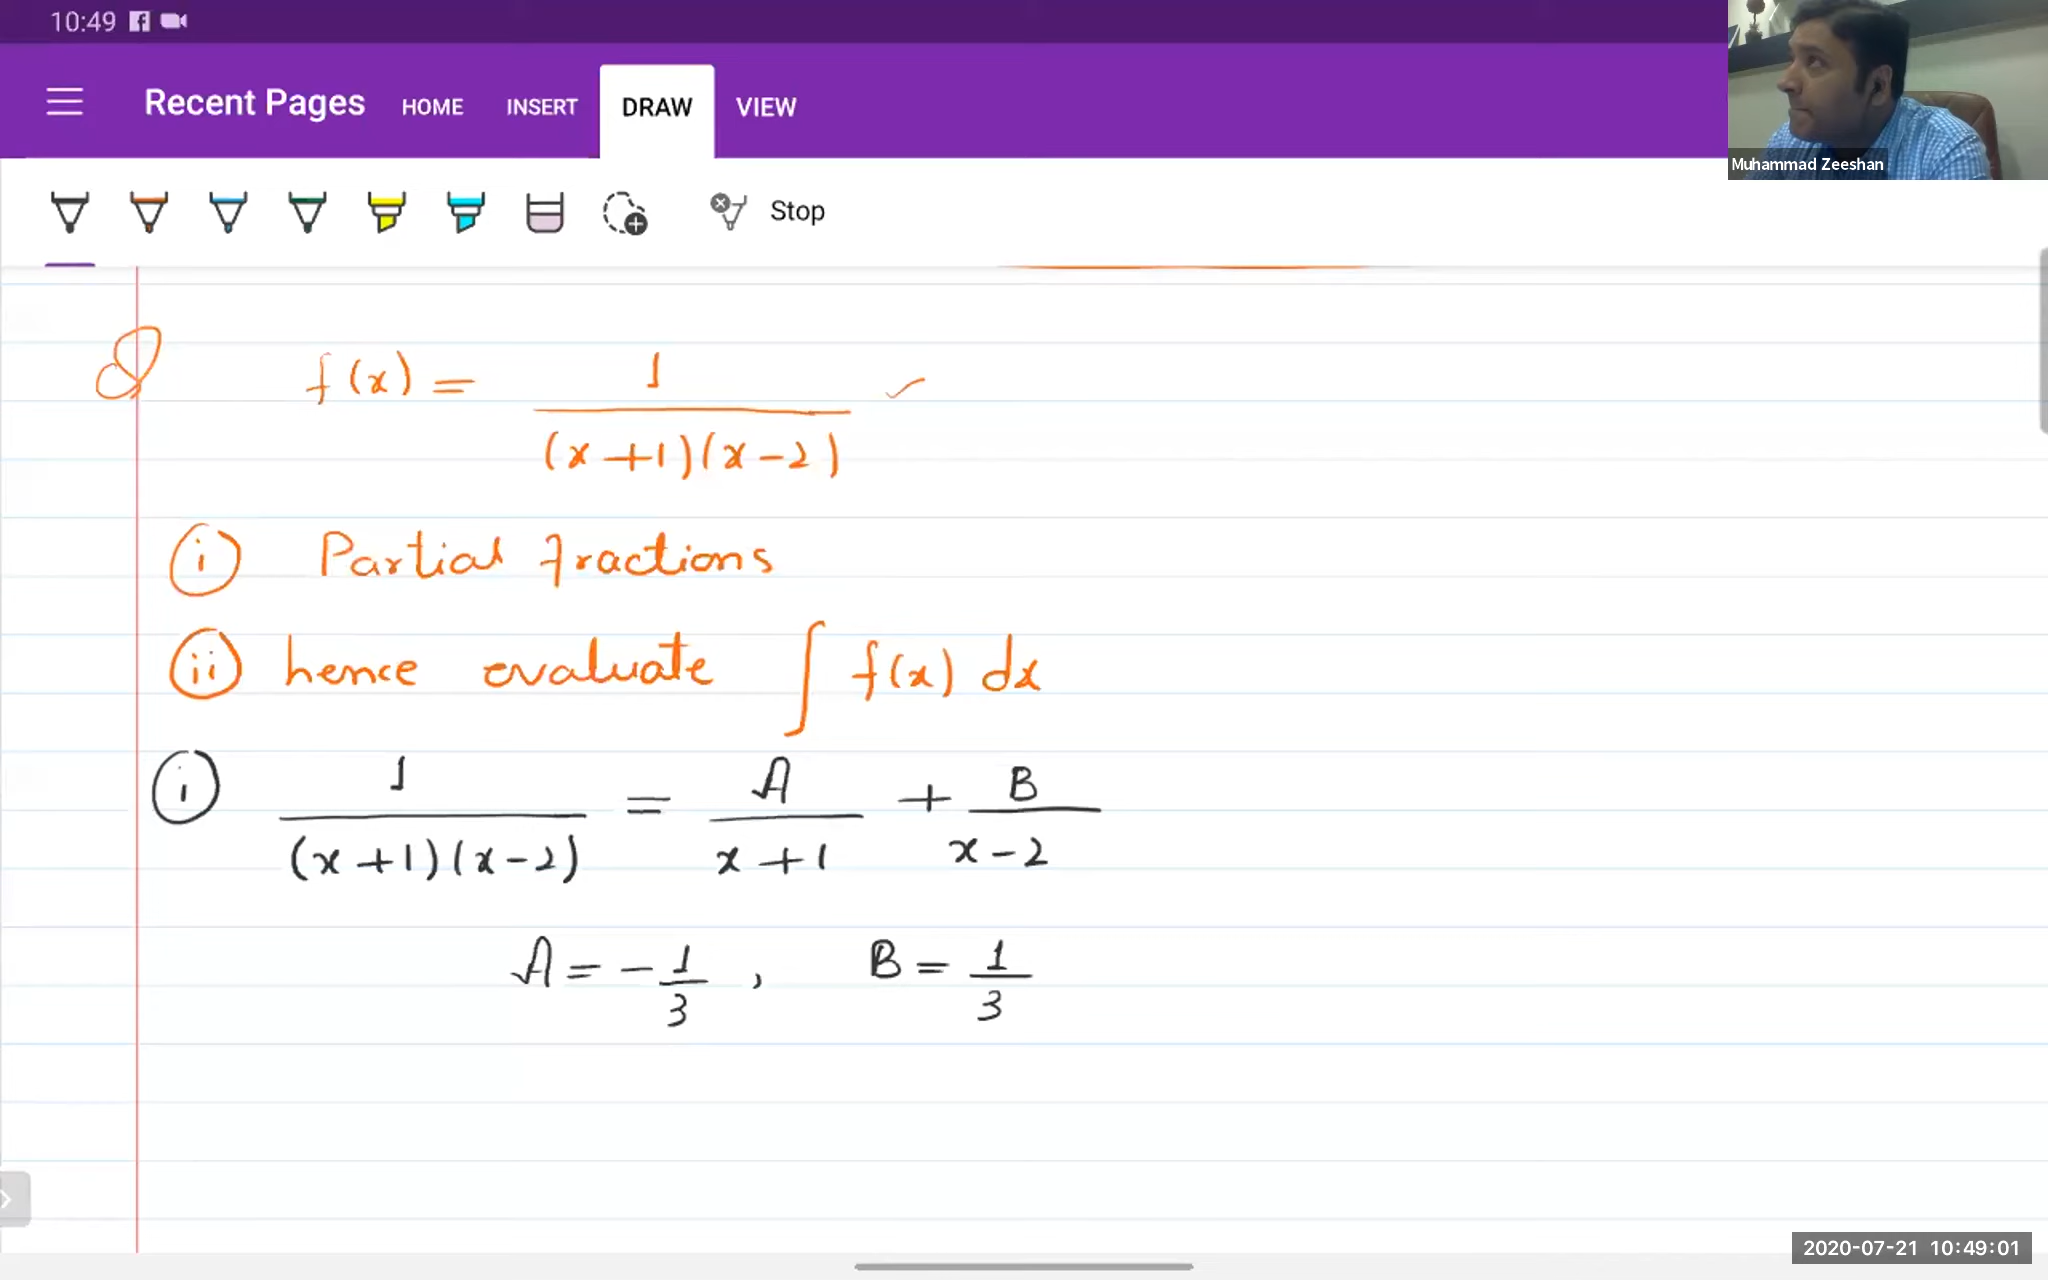 10:49
Recent Pages HOME INSERT DRAW VIEW
Muhammad Zeeshan
Stop
Q f(x) = 1/((x+1)(x-2)) ✓
(i) Partial fractions
(ii) hence evaluate ∫ f(x) dx
(i) 1/((x+1)(x-2)) = A/(x+1) + B/(x-2)
A = -1/3 , B = 1/3
2020-07-21 10:49:01